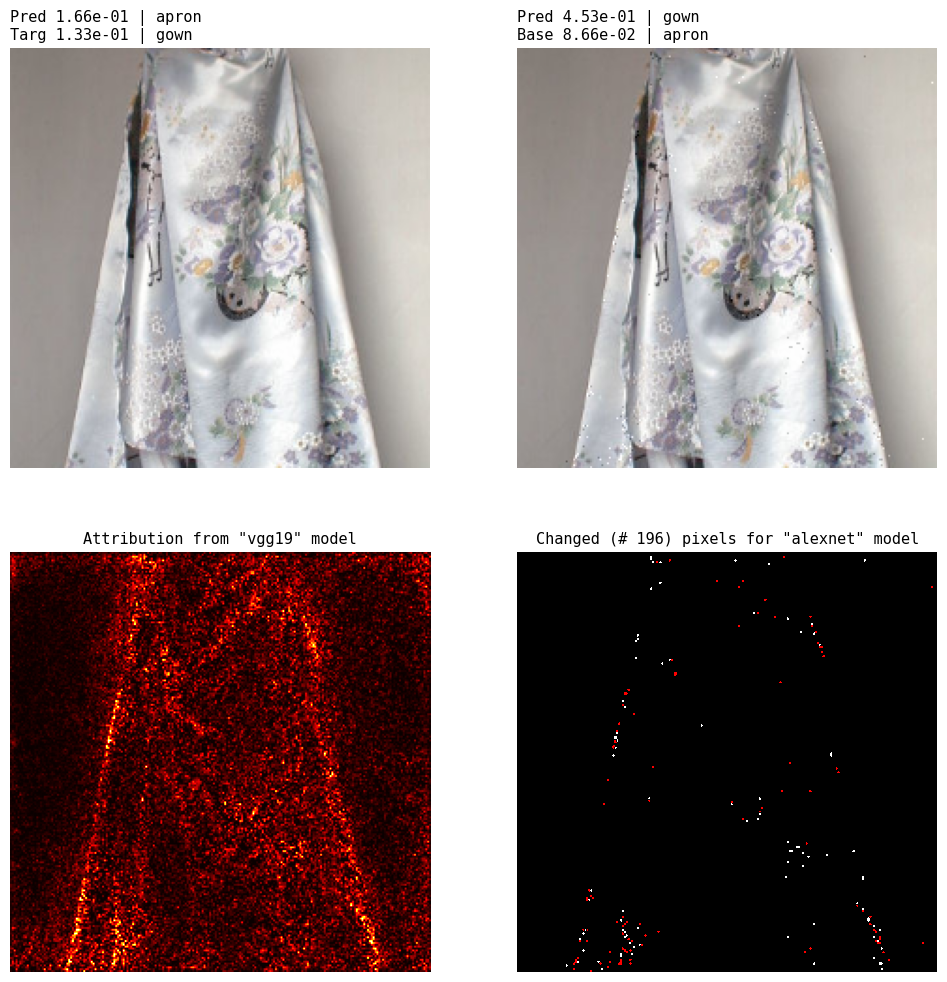 Pred 1.66e-01 | apron
Targ 1.33e-01 | gown
Pred 4.53e-01 | gown
Base 8.66e-02 | apron
Attribution from "vgg19" model
Changed (# 196) pixels for "alexnet" model